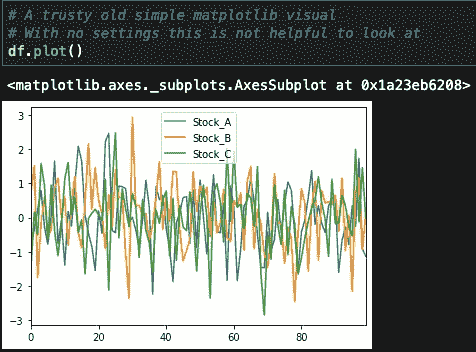 # A trusty old simple matplotlib visual
# With no settings this is not helpful to look at
df.plot()
<matplotlib.axes._subplots.AxesSubplot at 0x1a23eb6208>
Stock_A
Stock_B
Stock_C
3
2
1
0
−1
−2
−3
0 20 40 60 80